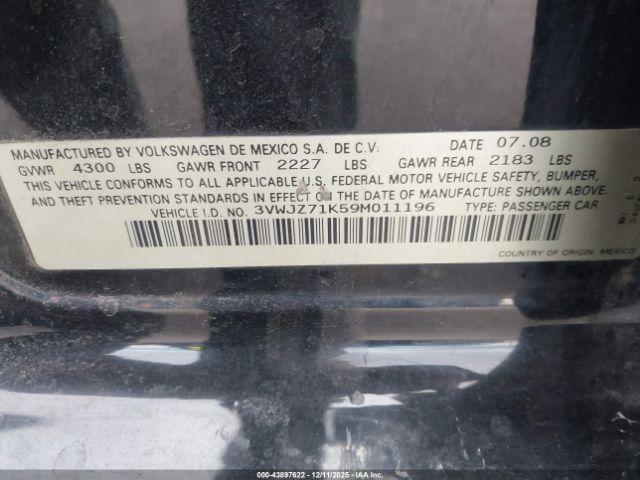 MANUFACTURED BY VOLKSWAGEN DE MEXICO S.A. DE C.V. DATE 07.08
GVWR 4300 LBS GAWR FRONT 2227 LBS GAWR REAR 2183 LBS
THIS VEHICLE CONFORMS TO ALL APPLICABLE U.S. FEDERAL MOTOR VEHICLE SAFETY, BUMPER,
AND THEFT PREVENTION STANDARDS IN EFFECT ON THE DATE OF MANUFACTURE SHOWN ABOVE.
VEHICLE I.D. NO. 3VWJZ71K59M011196 TYPE: PASSENGER CAR
COUNTRY OF ORIGIN: MEXICO
00-43897622 · 12/11/2025 · IAA Inc.